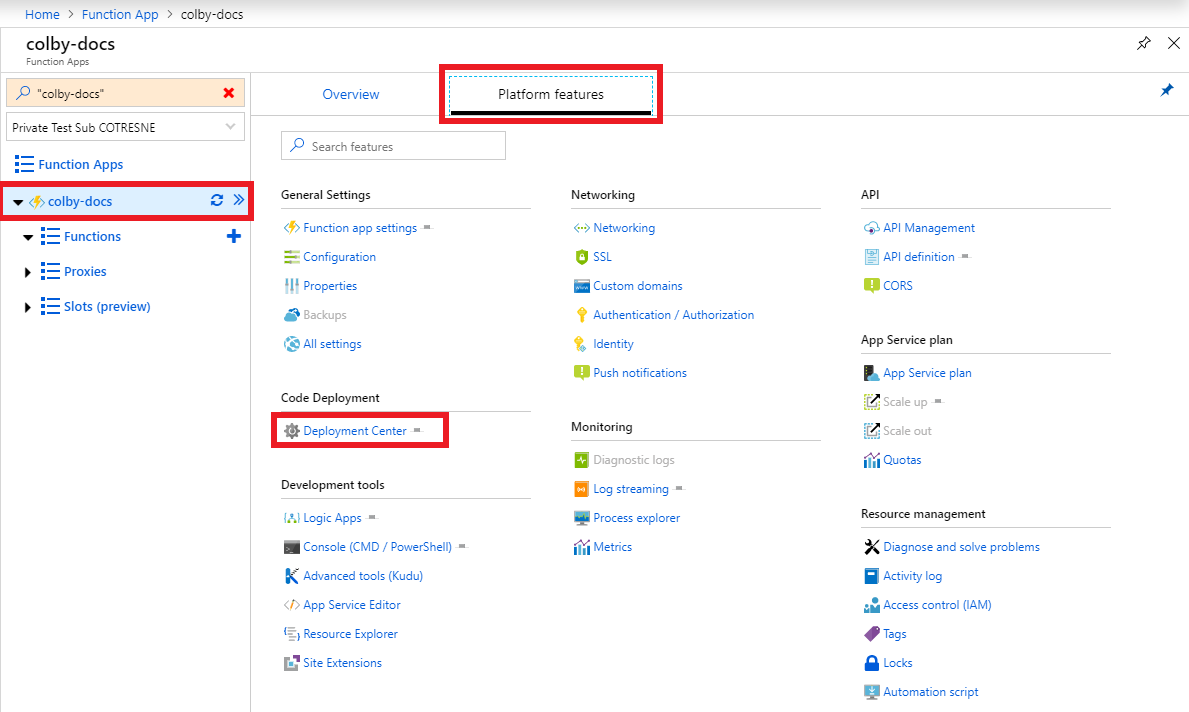 Home > Function App > colby-docs
colby-docs
Function Apps
"colby-docs"
Private Test Sub COTRESNE
Function Apps
colby-docs
Functions
Proxies
Slots (preview)
Overview
Platform features
Search features
General Settings
Function app settings
Configuration
Properties
Backups
All settings
Code Deployment
Deployment Center
Development tools
Logic Apps
Console (CMD / PowerShell)
Advanced tools (Kudu)
App Service Editor
Resource Explorer
Site Extensions
Networking
Networking
SSL
Custom domains
Authentication / Authorization
Identity
Push notifications
Monitoring
Diagnostic logs
Log streaming
Process explorer
Metrics
API
API Management
API definition
CORS
App Service plan
App Service plan
Scale up
Scale out
Quotas
Resource management
Diagnose and solve problems
Activity log
Access control (IAM)
Tags
Locks
Automation script